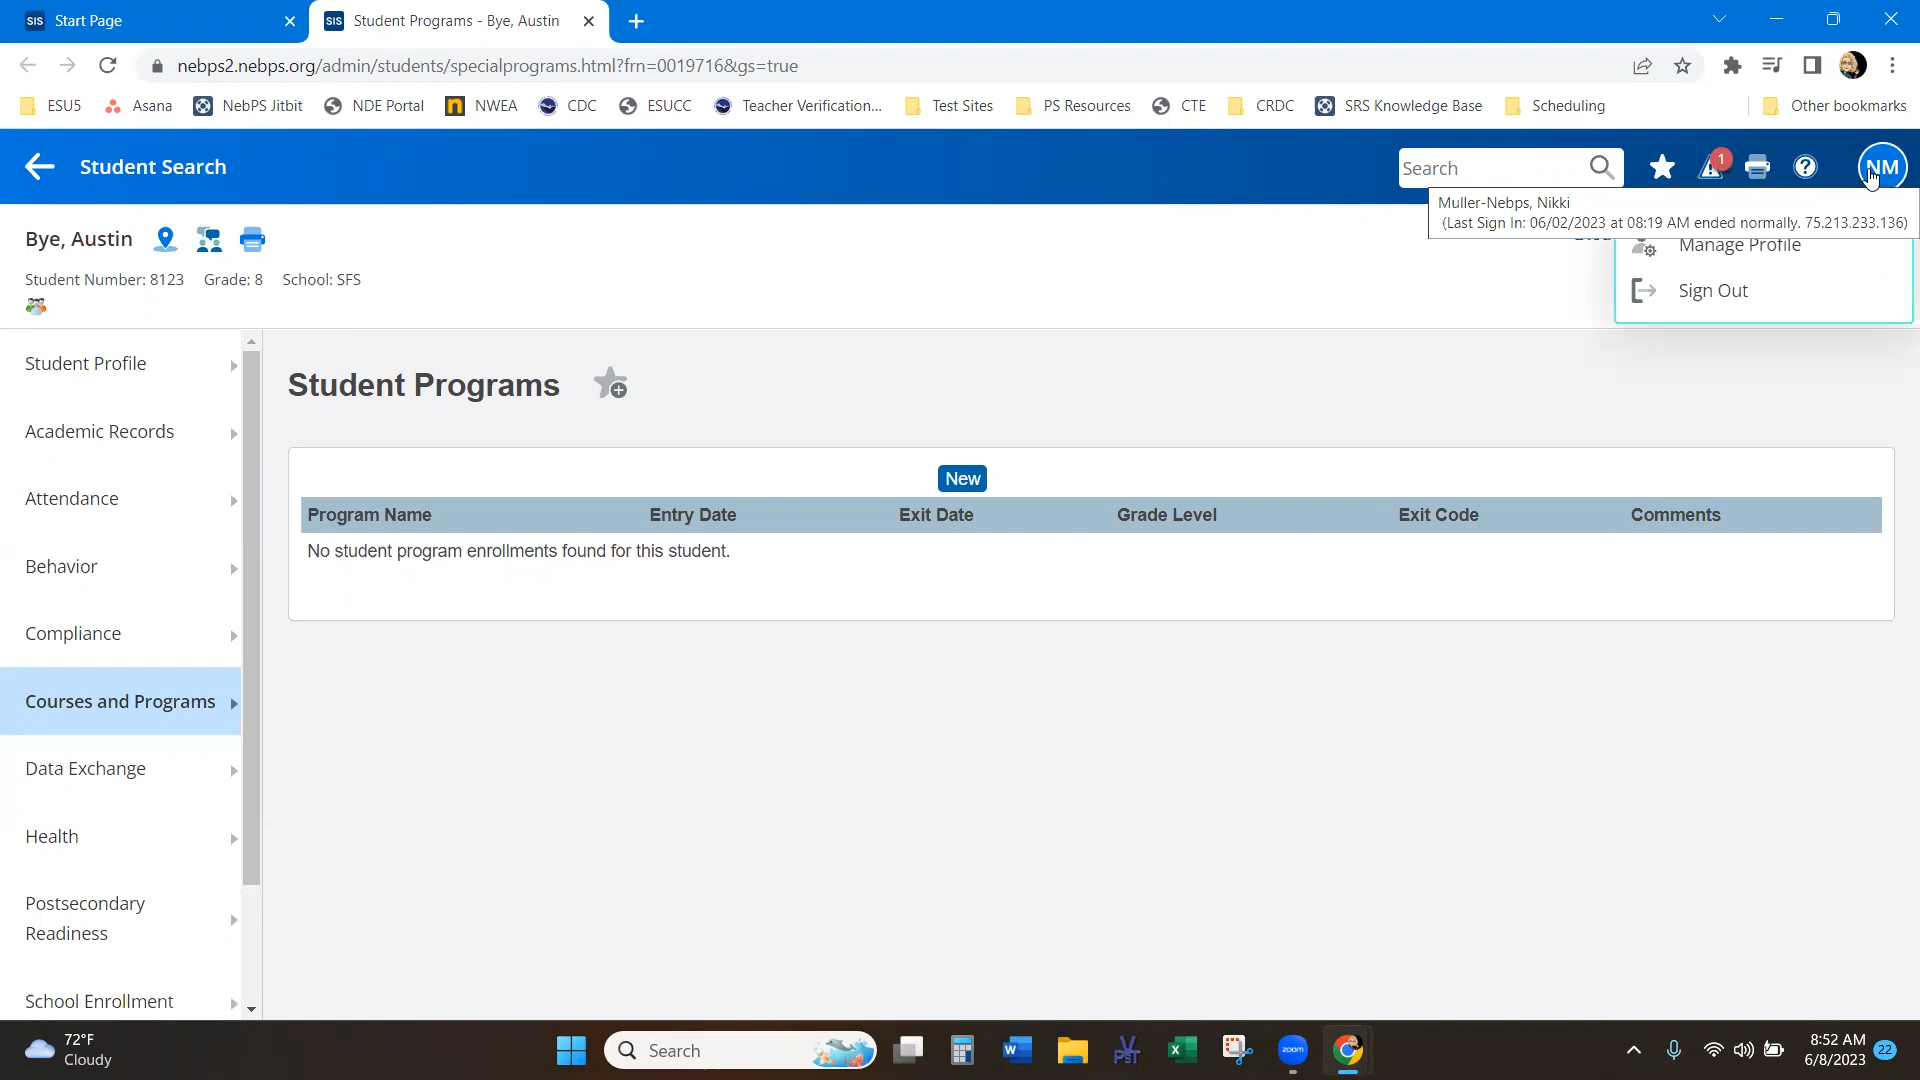 SIS Start Page
SIS Student Programs - Bye, Austin
nebps2.nebps.org/admin/students/specialprograms.html?frn=0019716&gs=true
ESU5 Asana NebPS Jitbit NDE Portal NWEA CDC ESUCC Teacher Verification... Test Sites PS Resources CTE CRDC SRS Knowledge Base Scheduling Other bookmarks
Student Search
Search
1
NM
Muller-Nebps, Nikki
(Last Sign In: 06/02/2023 at 08:19 AM ended normally. 75.213.233.136)
Manage Profile
Sign Out
Bye, Austin
Student Number: 8123 Grade: 8 School: SFS
Student Profile
Academic Records
Attendance
Behavior
Compliance
Courses and Programs
Data Exchange
Health
Postsecondary
Readiness
School Enrollment
Student Programs
New
Program Name Entry Date Exit Date Grade Level Exit Code Comments
No student program enrollments found for this student.
72°F
Cloudy
Search
zoom
8:52 AM
6/8/2023
22